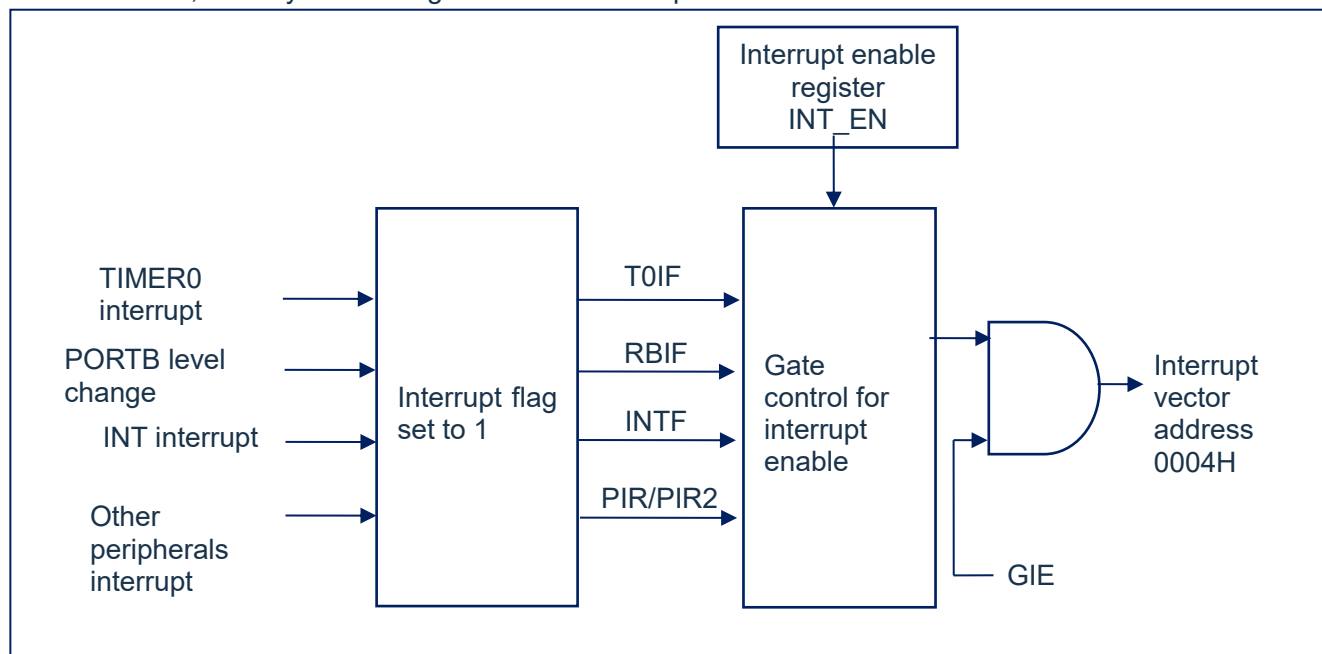 Interrupt enable
register
INT_EN
TIMER0
interrupt
PORTB level
change
INT interrupt
Other
peripherals
interrupt
Interrupt flag
set to 1
T0IF
RBIF
INTF
PIR/PIR2
Gate
control for
interrupt
enable
GIE
Interrupt
vector
address
0004H